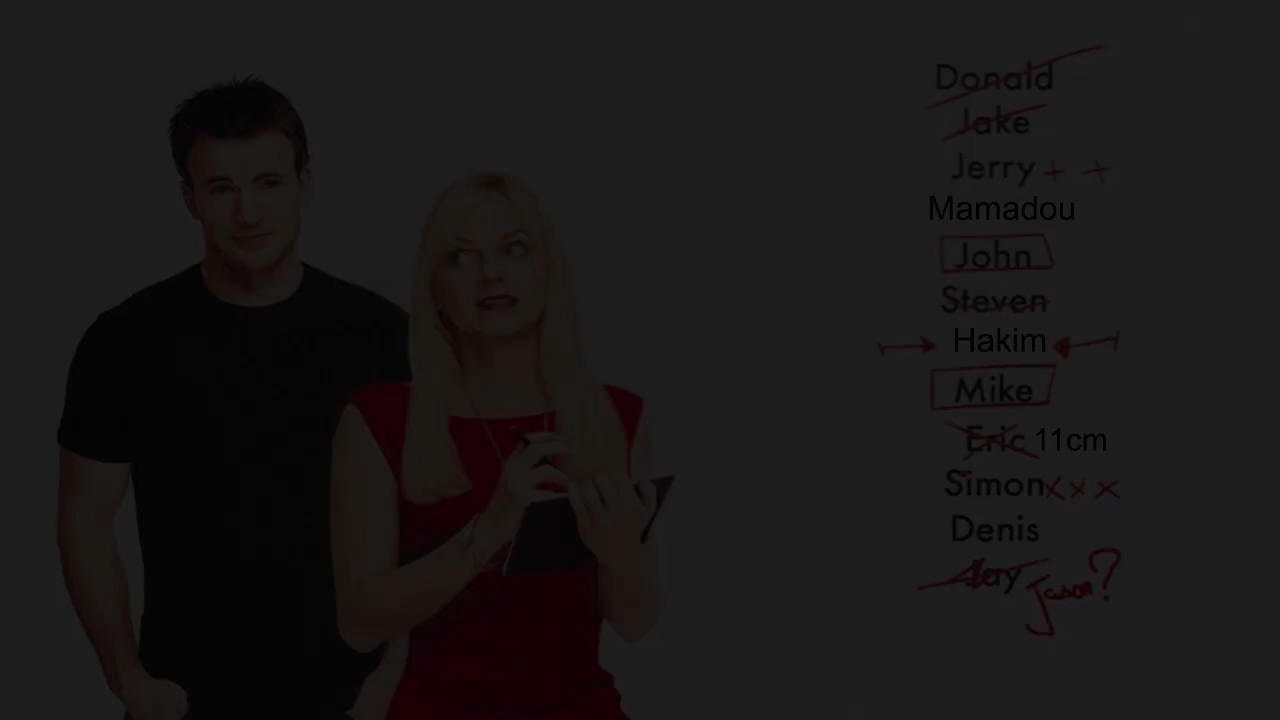 Donald
Jake
Jerry + +
Mamadou
John
Steven
Hakim
Mike
Eric 11cm
Simon x x x
Denis
Jason?